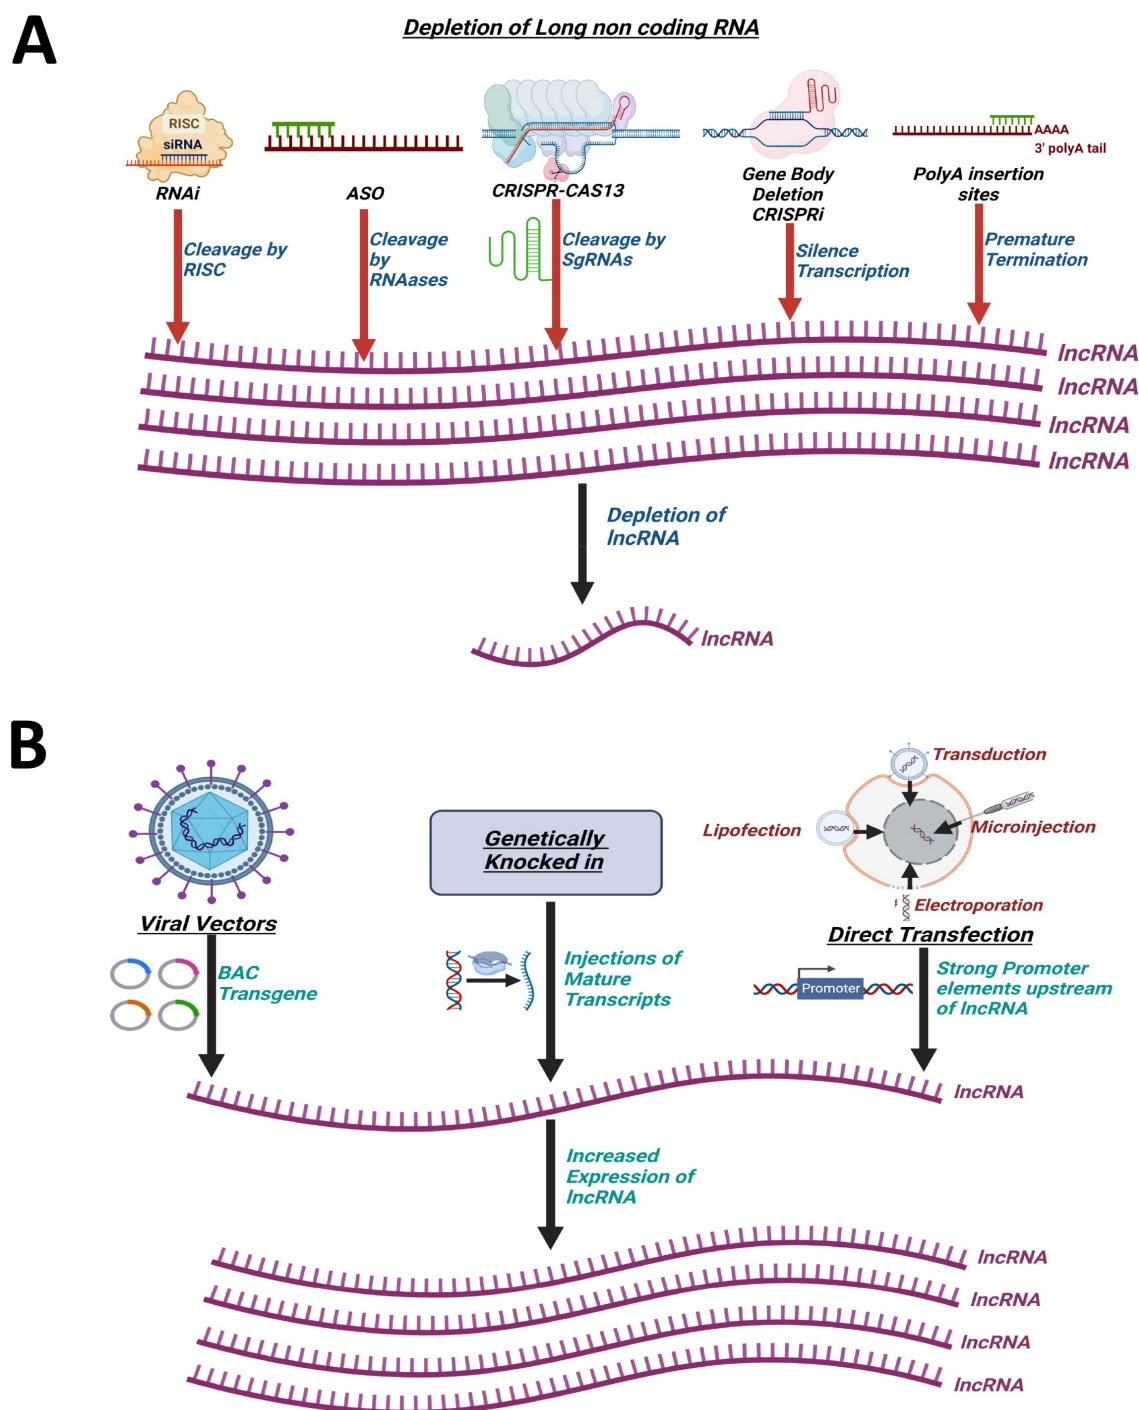 A
Depletion of Long non coding RNA
RISC
siRNA
RNAi
ASO
CRISPR-CAS13
Gene Body
Deletion
CRISPRi
AAAA
3' polyA tail
PolyA insertion
sites
Cleavage by
RISC
Cleavage
by
RNAases
Cleavage by
SgRNAs
Silence
Transcription
Premature
Termination
lncRNA
lncRNA
lncRNA
lncRNA
Depletion of
lncRNA
lncRNA
B
Viral Vectors
BAC
Transgene
Genetically
Knocked in
Injections of
Mature
Transcripts
Transduction
Lipofection
Microinjection
Electroporation
Direct Transfection
Promoter
Strong Promoter
elements upstream
of lncRNA
lncRNA
Increased
Expression of
lncRNA
lncRNA
lncRNA
lncRNA
lncRNA